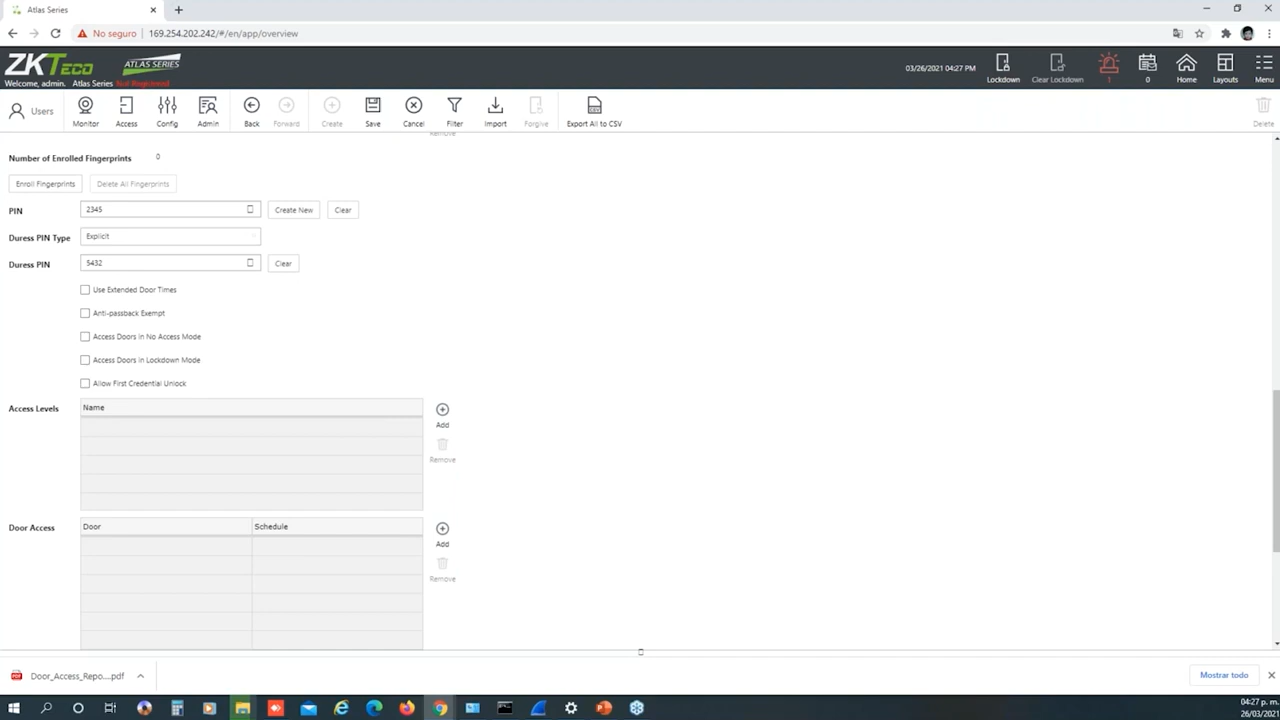 Atlas Series
No seguro
169.254.202.242/#/en/app/overview
ZKTeco
ATLAS SERIES
Welcome, admin.
Atlas Series
Not Registered
03/26/2021 04:27 PM
Lockdown
Clear Lockdown
1
0
Home
Layouts
Menu
Users
Monitor
Access
Config
Admin
Back
Forward
Create
Save
Cancel
Filter
Import
Forgive
CSV
Export All to CSV
Delete
Remove
Number of Enrolled Fingerprints 0
Enroll Fingerprints
Delete All Fingerprints
PIN
2345
Create New
Clear
Duress PIN Type
Explicit
Duress PIN
5432
Clear
Use Extended Door Times
Anti-passback Exempt
Access Doors in No Access Mode
Access Doors in Lockdown Mode
Allow First Credential Unlock
Access Levels
Name
Add
Remove
Door Access
Door
Schedule
Add
Remove
Door_Access_Repo....pdf
Mostrar todo
04:27 p. m.
26/03/2021